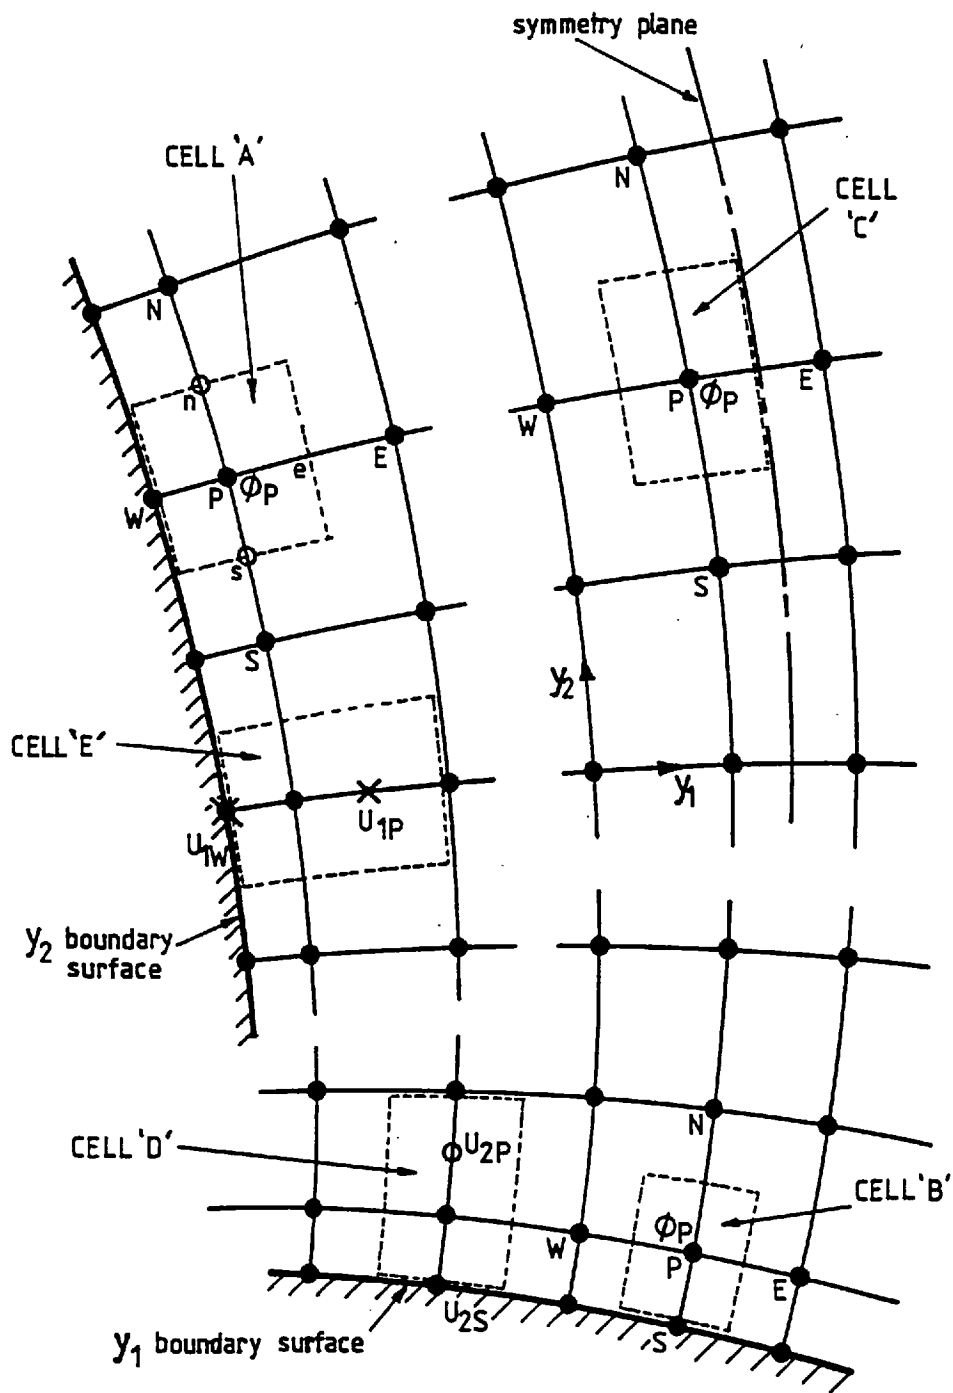 symmetry plane
CELL 'A'
N
CELL
'C'
N
n
W
P
ϕP
e
E
W
P
ϕP
E
s
S
S
y2
CELL 'E'
y1
U1W
U1P
y2 boundary
surface
CELL 'D'
U2P
N
CELL 'B'
W
ϕP
P
E
U2S
S
y1 boundary surface